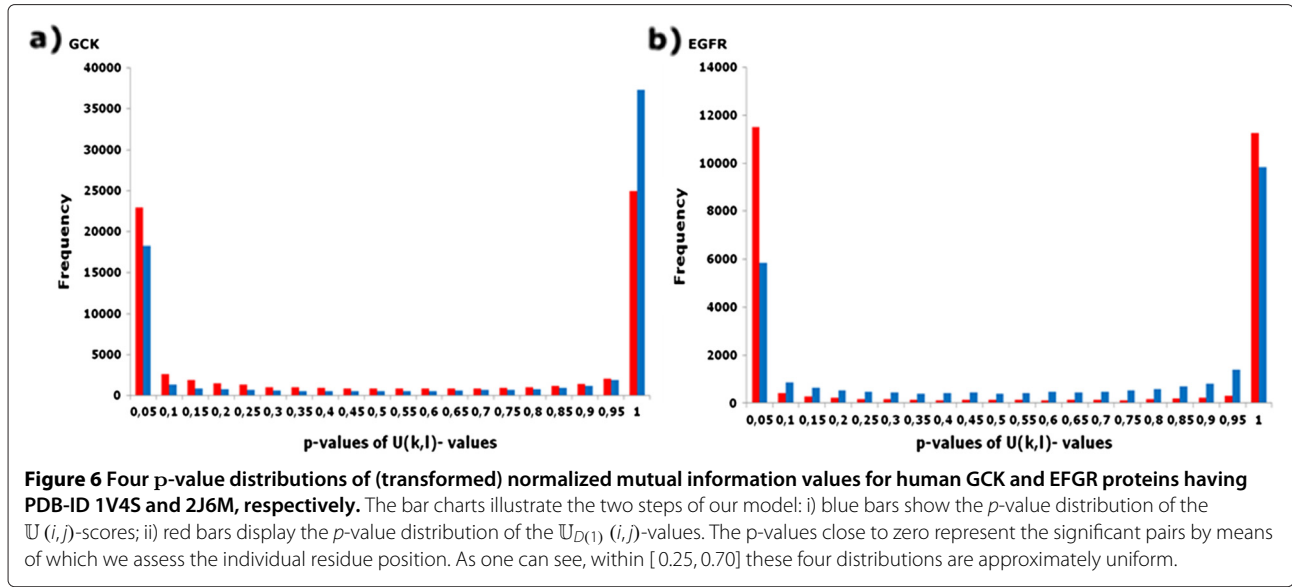 a) GCK
40000
35000
30000
25000
20000
15000
10000
5000
0
Frequency
0,05 0,1 0,15 0,2 0,25 0,3 0,35 0,4 0,45 0,5 0,55 0,6 0,65 0,7 0,75 0,8 0,85 0,9 0,95 1
p-values of U(k,l)- values
b) EGFR
14000
12000
10000
8000
6000
4000
2000
0
Frequency
0,05 0,1 0,15 0,2 0,25 0,3 0,35 0,4 0,45 0,5 0,55 0,6 0,65 0,7 0,75 0,8 0,85 0,9 0,95 1
p-values of U(k,l)- values
Figure 6 Four p-value distributions of (transformed) normalized mutual information values for human GCK and EFGR proteins having
PDB-ID 1V4S and 2J6M, respectively. The bar charts illustrate the two steps of our model: i) blue bars show the p-value distribution of the
𝕌 (i, j)-scores; ii) red bars display the p-value distribution of the 𝕌D(1) (i, j)-values. The p-values close to zero represent the significant pairs by means
of which we assess the individual residue position. As one can see, within [ 0.25, 0.70] these four distributions are approximately uniform.